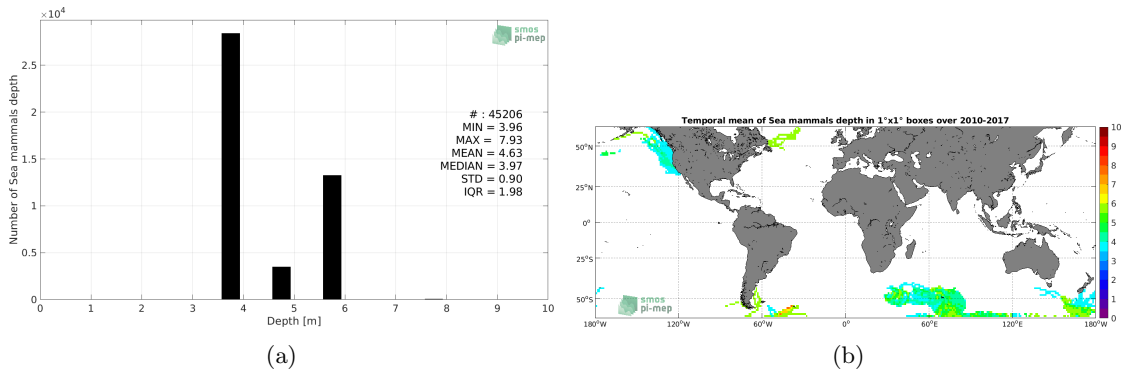 ×10⁴
smos
pi-mep
2.5
2
1.5
1
0.5
0
Number of Sea mammals depth
# : 45206
MIN = 3.96
MAX = 7.93
MEAN = 4.63
MEDIAN = 3.97
STD = 0.90
IQR = 1.98
0 1 2 3 4 5 6 7 8 9 10
Depth [m]
(a)
Temporal mean of Sea mammals depth in 1°x1° boxes over 2010-2017
50°N
25°N
0°
25°S
50°S
smos
pi-mep
180°W 120°W 60°W 0° 60°E 120°E 180°E
10
9
8
7
6
5
4
3
2
1
0
(b)